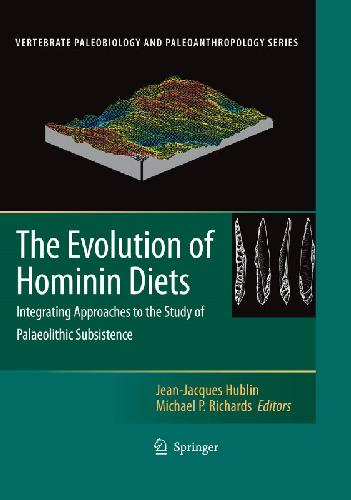 VERTEBRATE PALEOBIOLOGY AND PALEOANTHROPOLOGY SERIES
The Evolution of
Hominin Diets
Integrating Approaches to the Study of
Palaeolithic Subsistence
Jean-Jacques Hublin
Michael P. Richards Editors
Springer